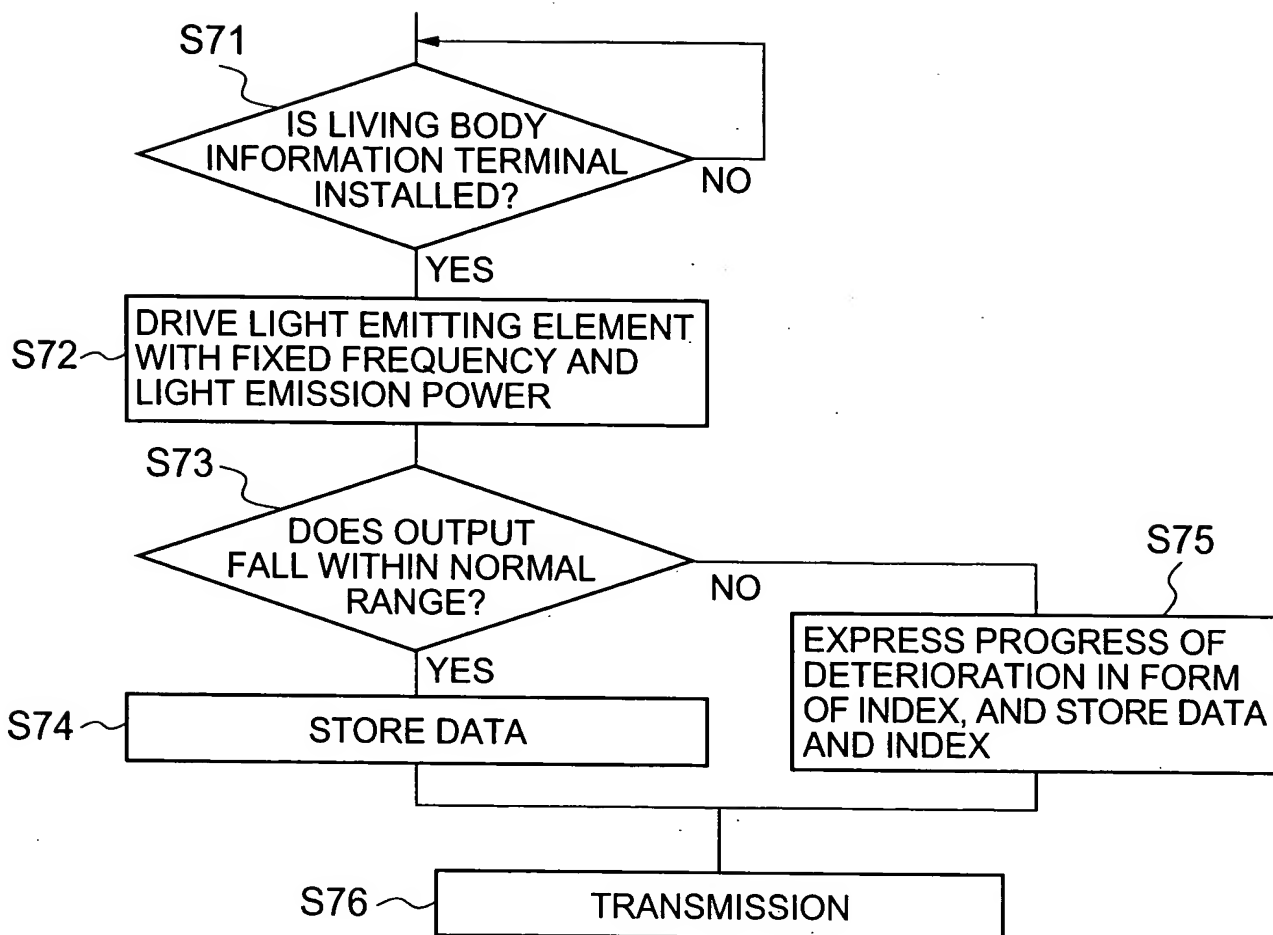 S71
IS LIVING BODY
INFORMATION TERMINAL
INSTALLED?
NO
YES
S72
DRIVE LIGHT EMITTING ELEMENT
WITH FIXED FREQUENCY AND
LIGHT EMISSION POWER
S73
DOES OUTPUT
FALL WITHIN NORMAL
RANGE?
NO
YES
S75
EXPRESS PROGRESS OF
DETERIORATION IN FORM
OF INDEX, AND STORE DATA
AND INDEX
S74
STORE DATA
S76
TRANSMISSION